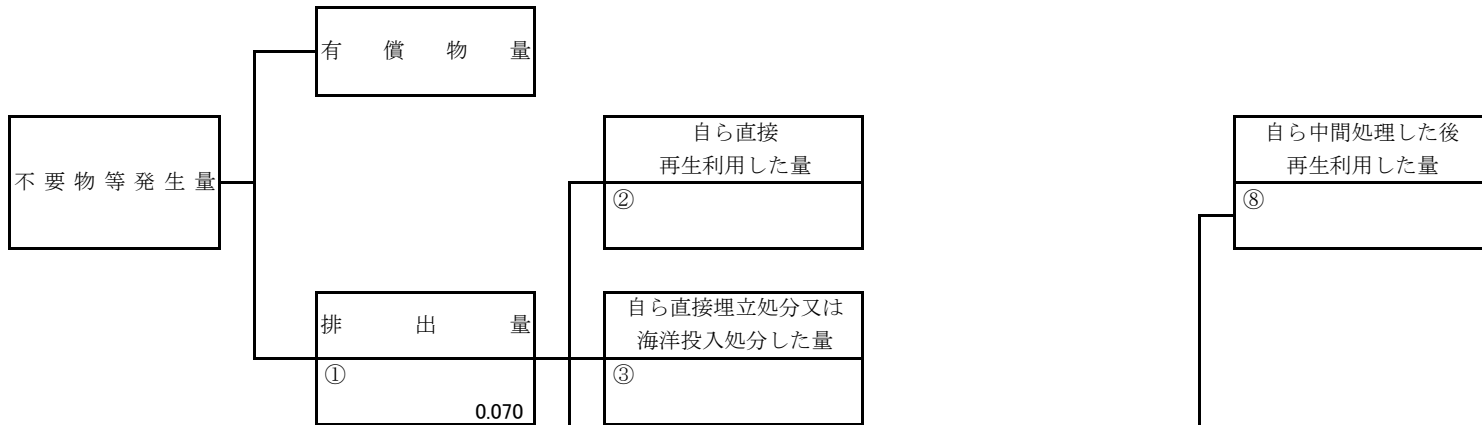 有償物量
不要物等発生量
自ら直接
再生利用した量
②
自ら中間処理した後
再生利用した量
⑧
排出量
①
0.070
自ら直接埋立処分又は
海洋投入処分した量
③